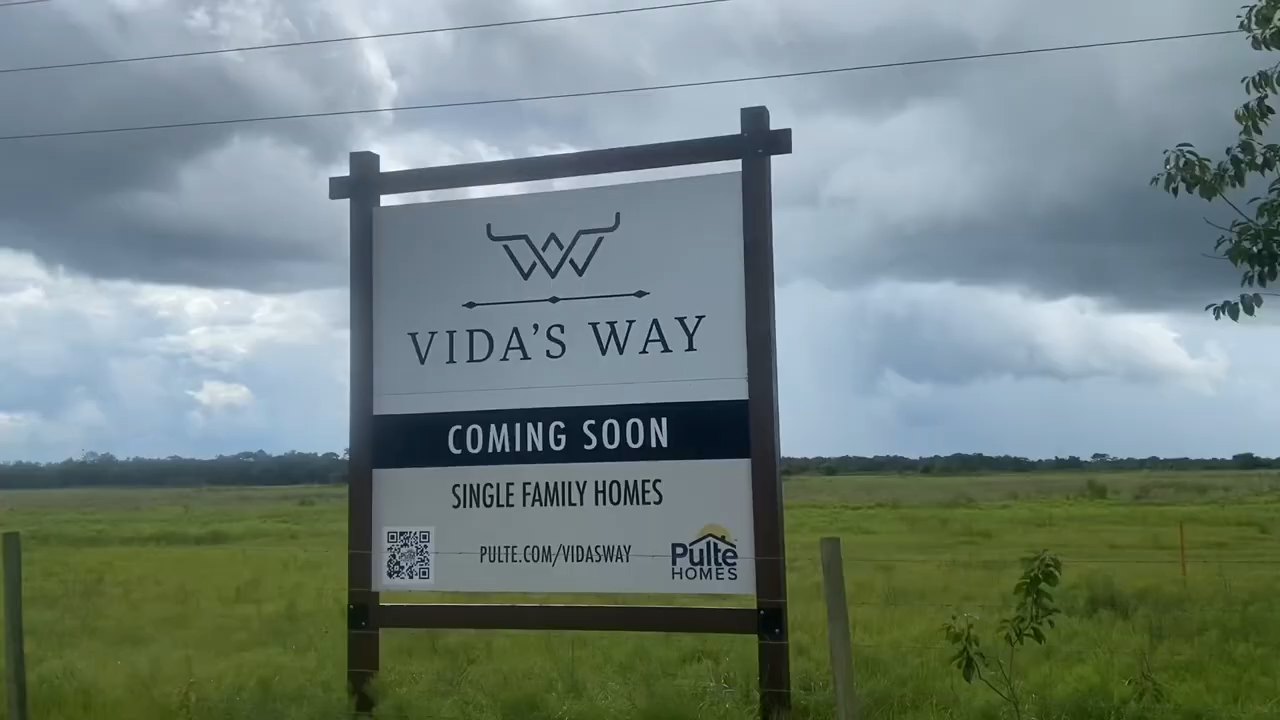 VIDA'S WAY
COMING SOON
SINGLE FAMILY HOMES
PULTE.COM/VIDASWAY
Pulte
HOMES